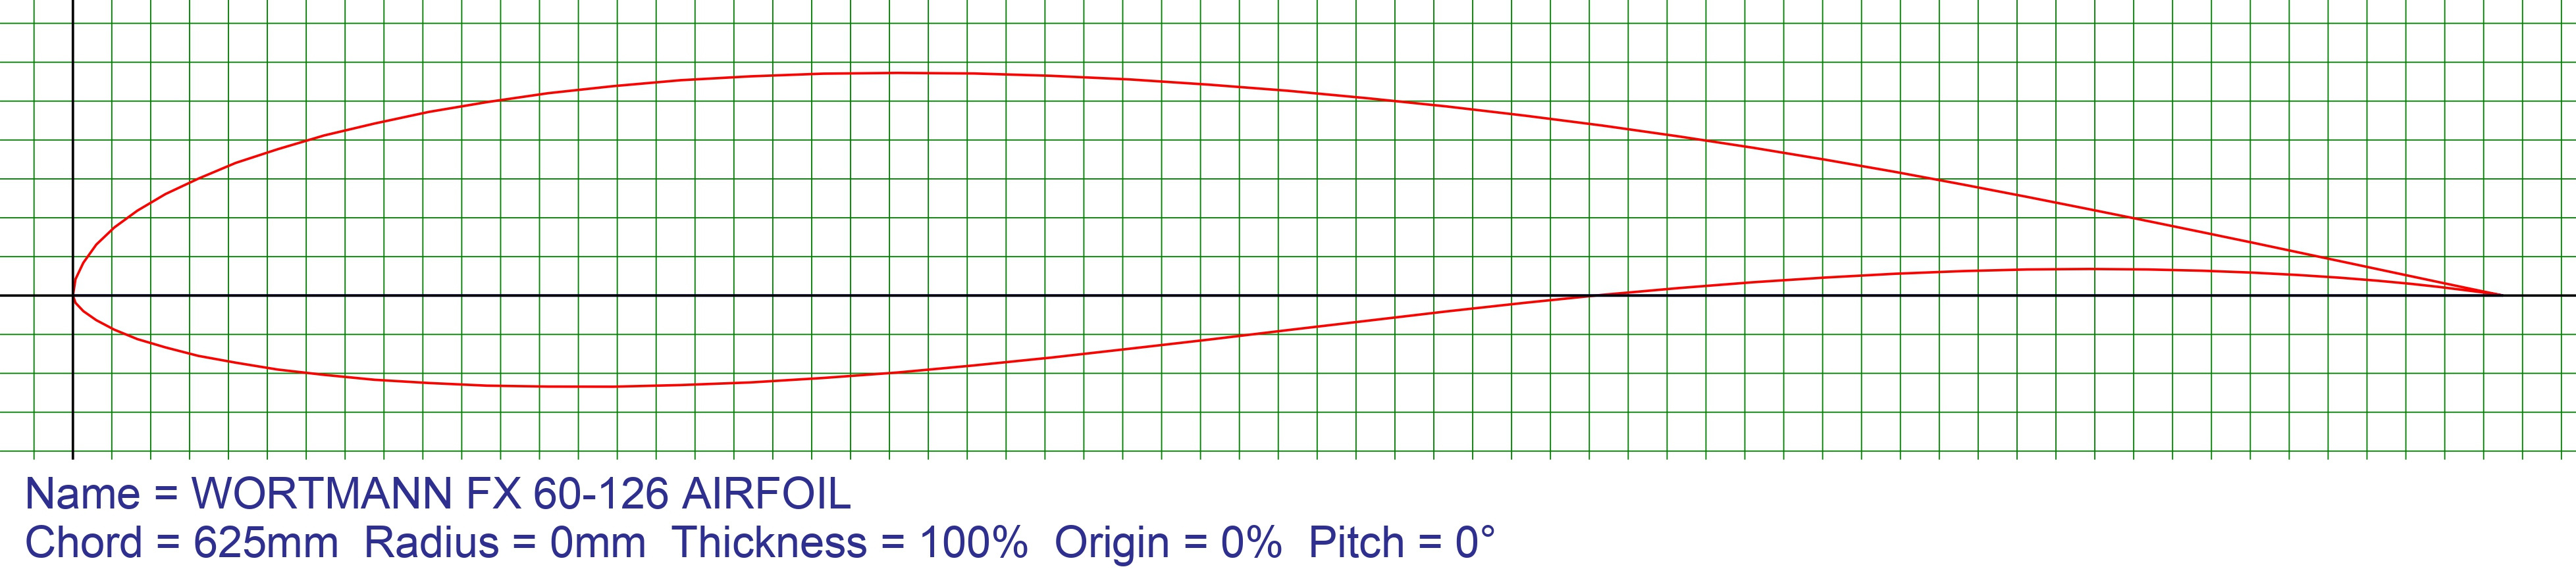 Name = WORTMANN FX 60-126 AIRFOIL
Chord = 625mm  Radius = 0mm  Thickness = 100%  Origin = 0%  Pitch = 0°